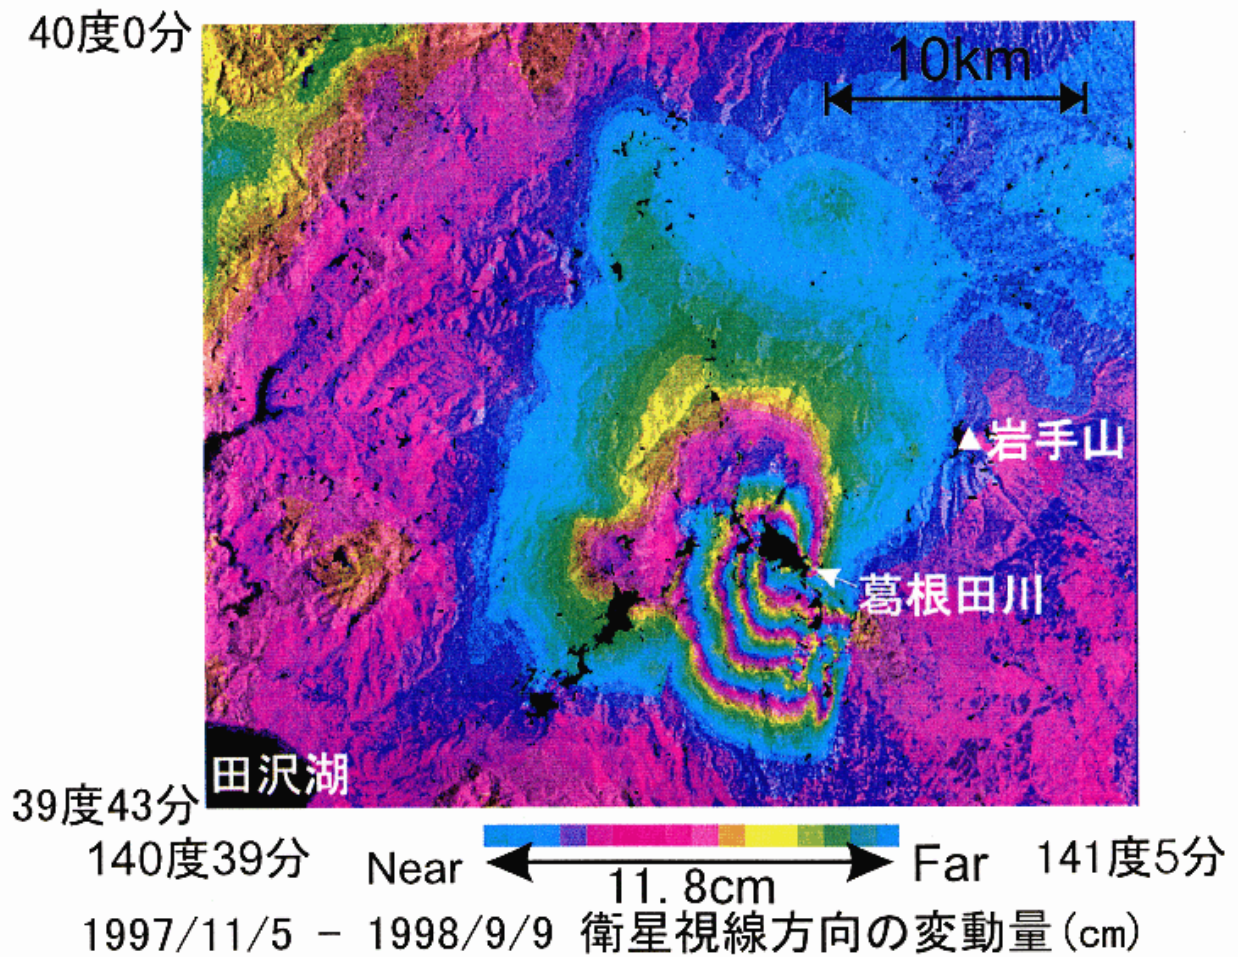 40度0分
10km
岩手山
葛根田川
田沢湖
39度43分
140度39分 Near 11.8cm Far 141度5分
1997/11/5 - 1998/9/9 衛星視線方向の変動量(cm)